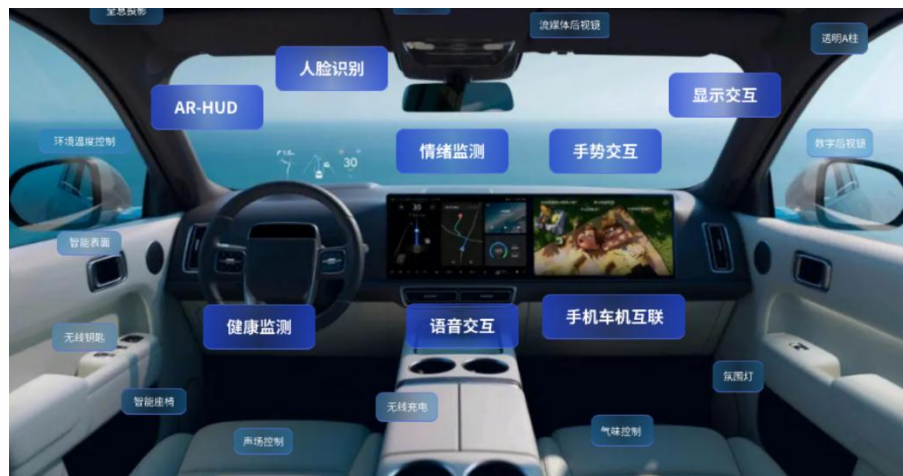 全息投影
流媒体后视镜
透明A柱
人脸识别
AR-HUD
显示交互
环境温度控制
情绪监测
手势交互
数字后视镜
30
30
智能表面
健康监测
语音交互
手机车机互联
无线钥匙
氛围灯
智能座椅
无线充电
声场控制
气味控制